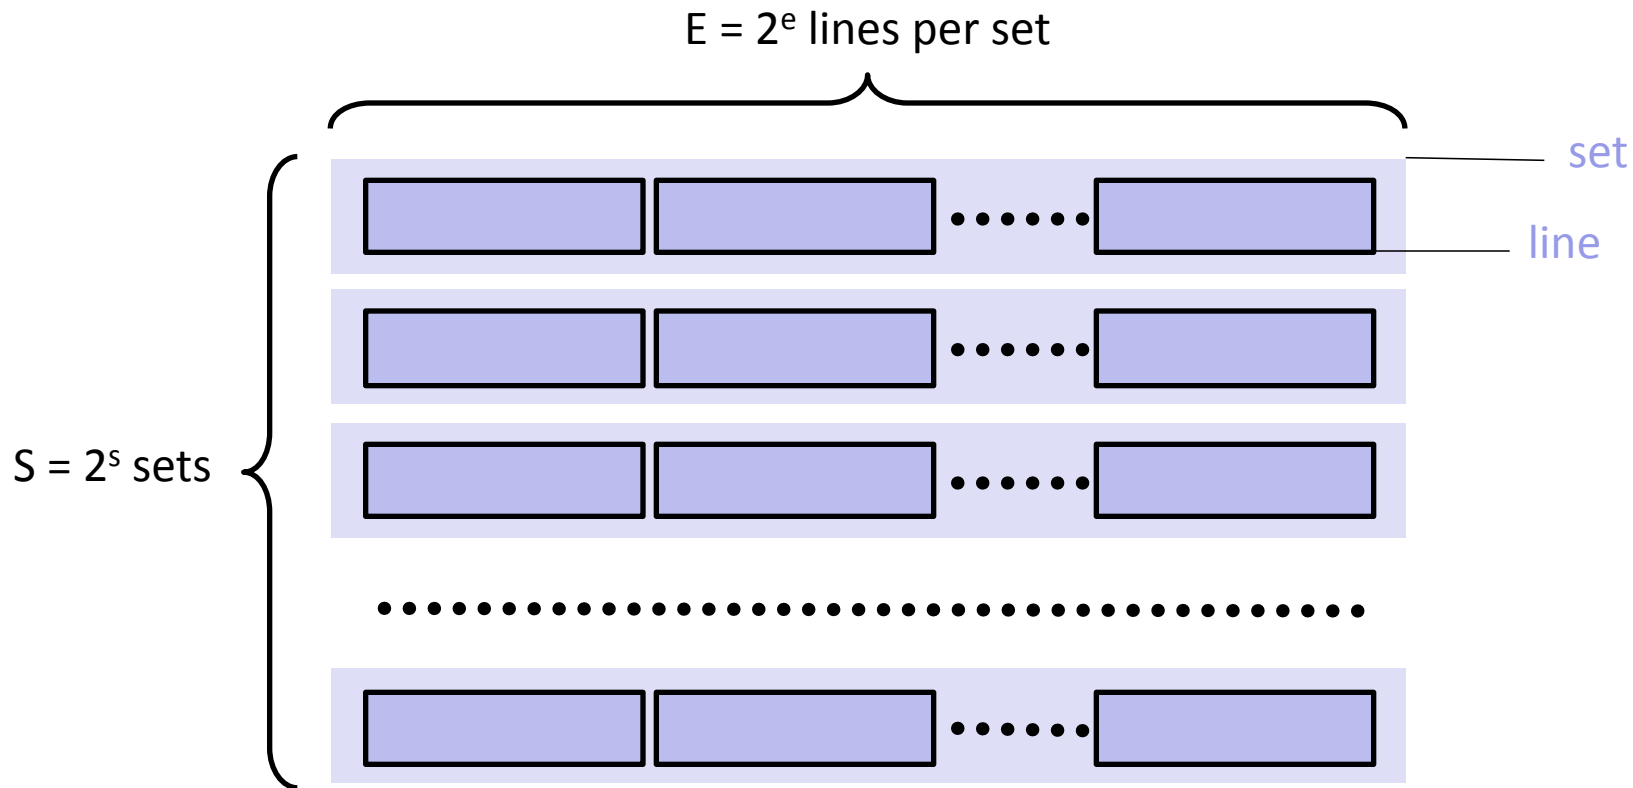 E = 2ᵉ lines per set
set
line
S = 2ˢ sets